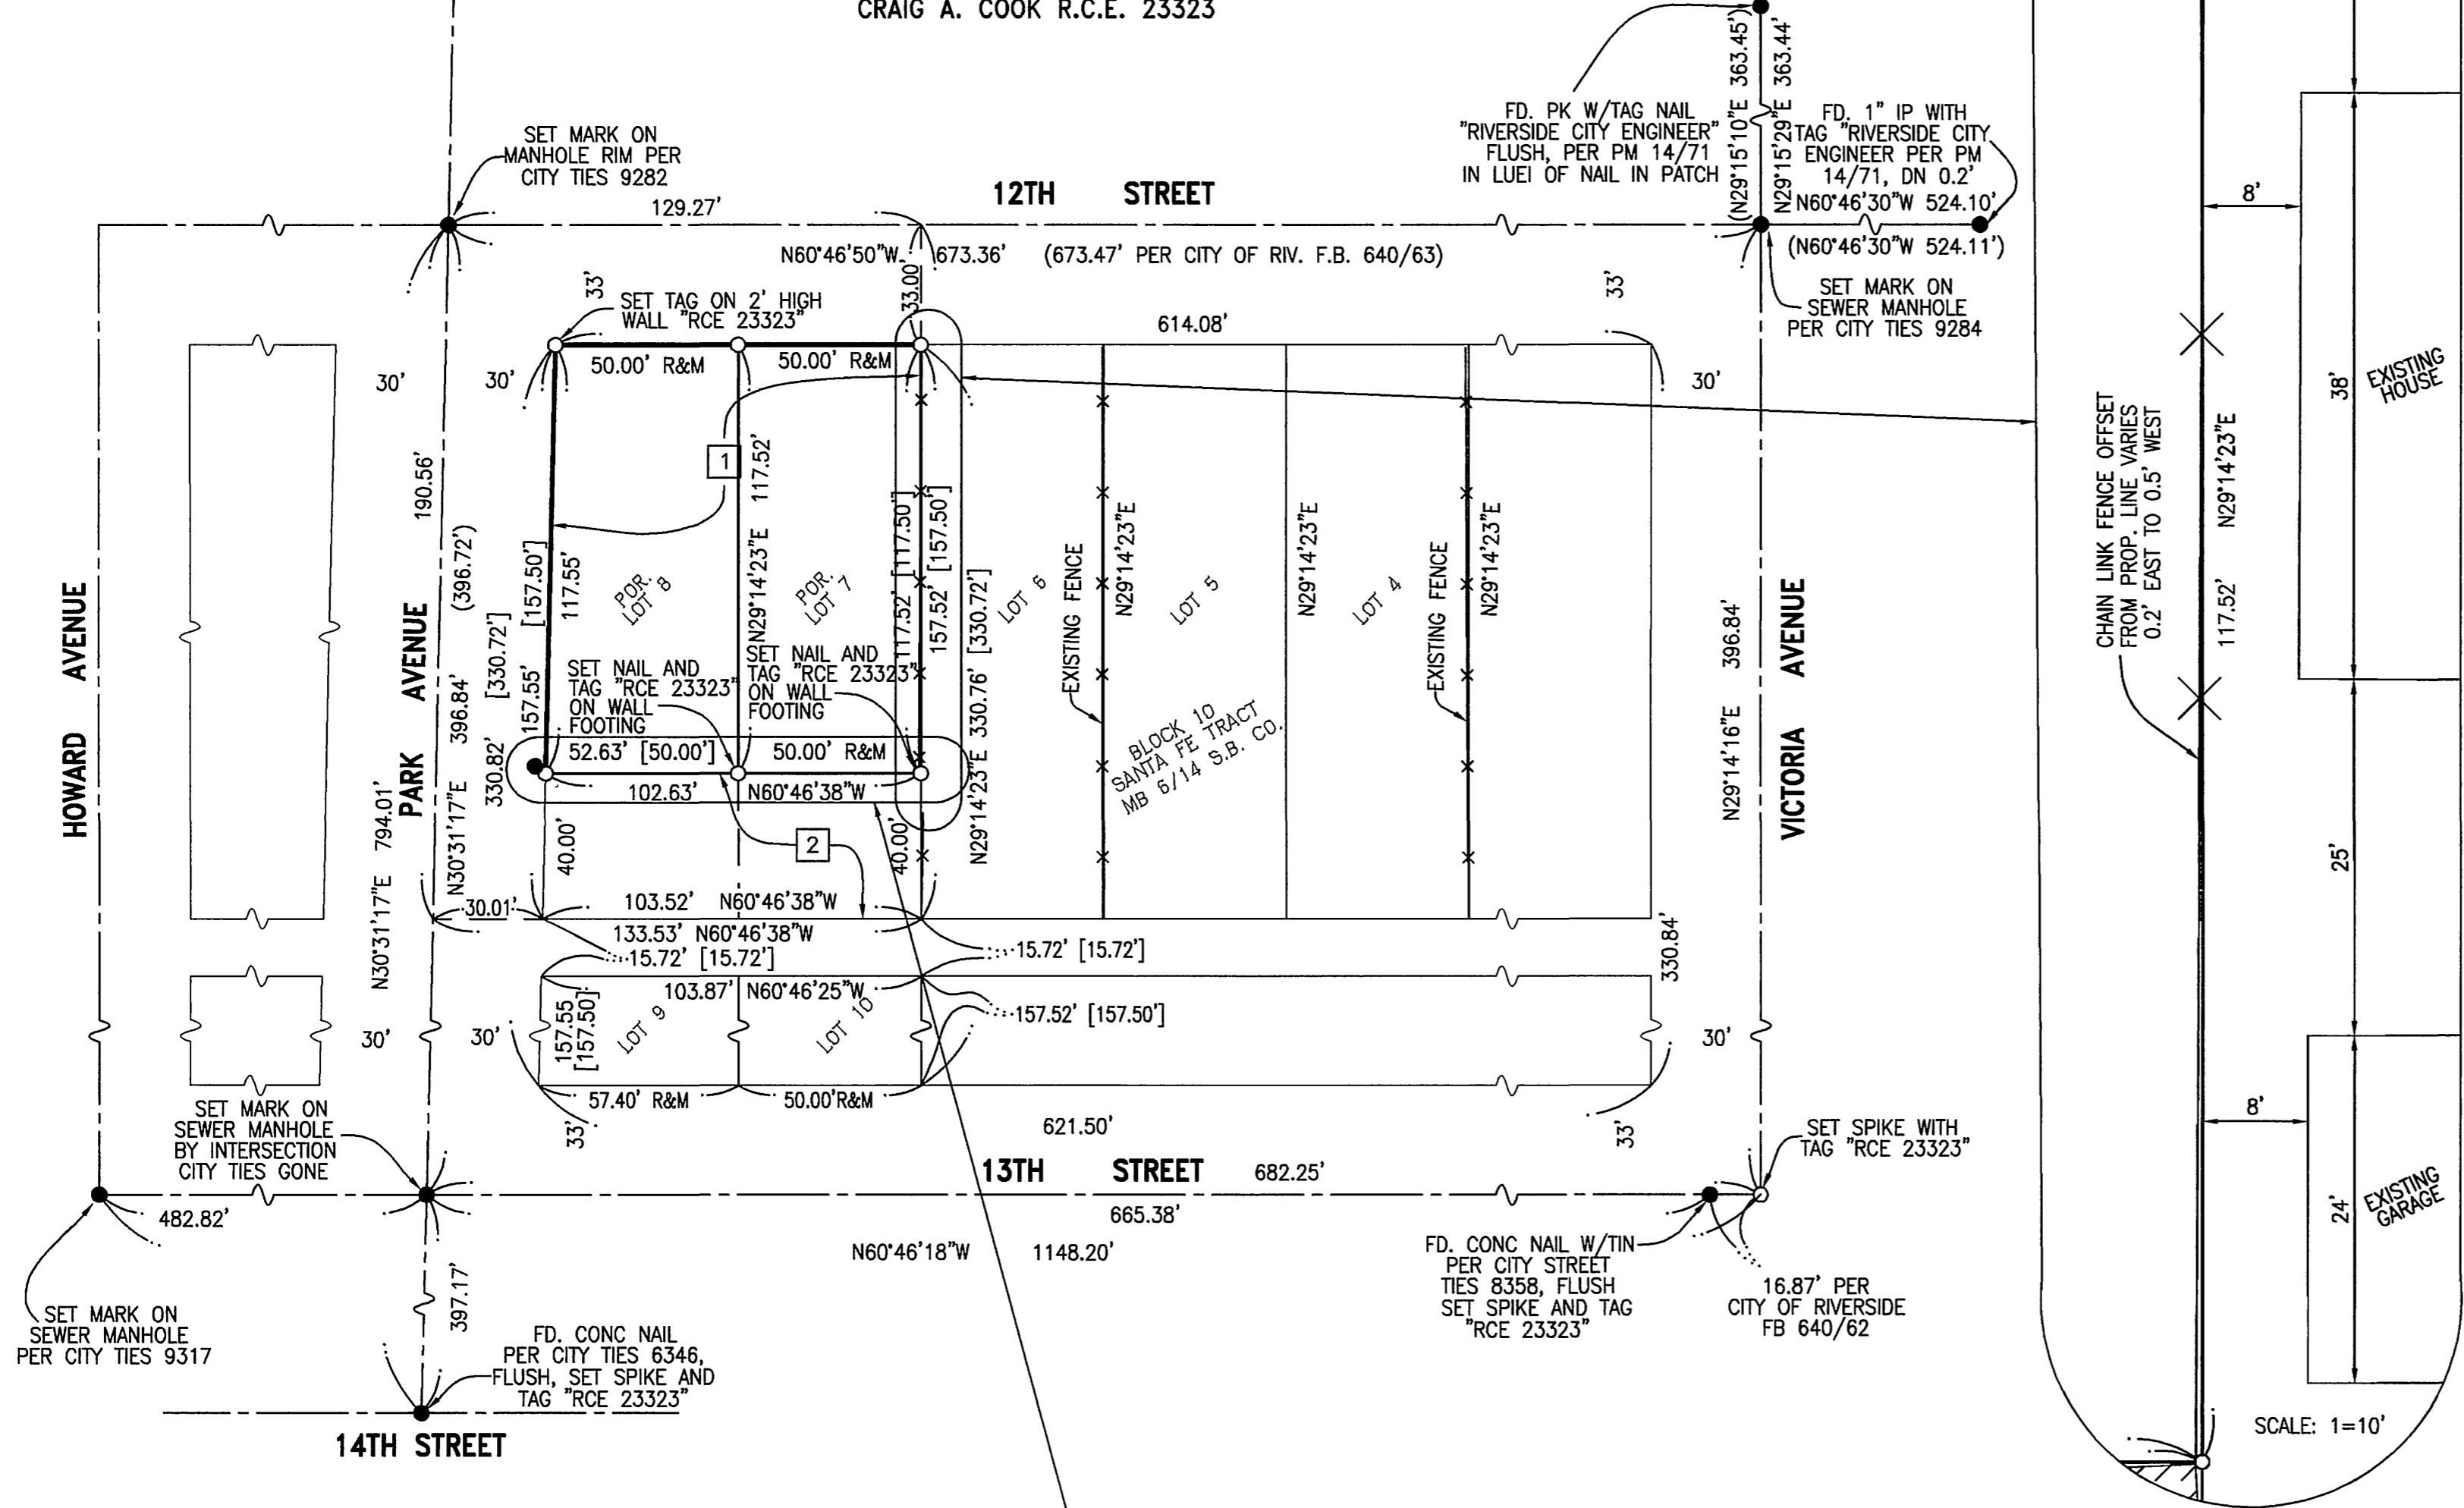 CRAIG A. COOK R.C.E. 23323
SET MARK ON
MANHOLE RIM PER
CITY TIES 9282
129.27'
12TH STREET
N60°46'50"W
673.36'
(673.47' PER CITY OF RIV. F.B. 640/63)
FD. PK W/TAG NAIL
"RIVERSIDE CITY ENGINEER"
FLUSH, PER PM 14/71
IN LUEI OF NAIL IN PATCH
(N29°15'10"E 363.45')
N29°15'29"E 363.44'
FD. 1" IP WITH
TAG "RIVERSIDE CITY
ENGINEER PER PM
14/71, DN 0.2'
N60°46'30"W 524.10'
(N60°46'30"W 524.11')
SET MARK ON
SEWER MANHOLE
PER CITY TIES 9284
33'
33.00'
33'
SET TAG ON 2' HIGH
WALL "RCE 23323"
614.08'
50.00' R&M
50.00' R&M
30'
30'
30'
1
190.56'
(396.72')
[330.72']
[157.50']
117.55'
157.55'
POR.
LOT 8
117.52'
N29°14'23"E
POR.
LOT 7
117.52' [117.50']
157.52' [157.50']
N29°14'23"E 330.76' [330.72']
LOT 6
EXISTING FENCE
N29°14'23"E
LOT 5
N29°14'23"E
LOT 4
EXISTING FENCE
N29°14'23"E
BLOCK 10
SANTA FE TRACT
MB 6/14 S.B. CO.
HOWARD AVENUE
PARK AVENUE
N30°31'17"E 794.01'
N30°31'17"E 396.84'
330.82'
SET NAIL AND
TAG "RCE 23323"
ON WALL
FOOTING
SET NAIL AND
TAG "RCE 23323"
ON WALL
FOOTING
52.63' [50.00']
50.00' R&M
102.63'
N60°46'38"W
2
40.00'
40.00'
N29°14'16"E 396.84'
VICTORIA AVENUE
30.01'
103.52' N60°46'38"W
133.53' N60°46'38"W
15.72' [15.72']
15.72' [15.72']
103.87' N60°46'25"W
157.55
[157.50]
LOT 9
LOT 10
157.52' [157.50']
330.84'
30'
30'
30'
57.40' R&M
50.00'R&M
33'
621.50'
33'
SET MARK ON
SEWER MANHOLE
BY INTERSECTION
CITY TIES GONE
13TH STREET
682.25'
SET SPIKE WITH
TAG "RCE 23323"
482.82'
665.38'
N60°46'18"W 1148.20'
FD. CONC NAIL W/TIN
PER CITY STREET
TIES 8358, FLUSH
SET SPIKE AND TAG
"RCE 23323"
16.87' PER
CITY OF RIVERSIDE
FB 640/62
SET MARK ON
SEWER MANHOLE
PER CITY TIES 9317
397.17'
FD. CONC NAIL
PER CITY TIES 6346,
FLUSH, SET SPIKE AND
TAG "RCE 23323"
14TH STREET
8'
38'
EXISTING
HOUSE
CHAIN LINK FENCE OFFSET
FROM PROP. LINE VARIES
0.2' EAST TO 0.5' WEST
N29°14'23"E
117.52'
25'
8'
24'
EXISTING
GARAGE
SCALE: 1=10'